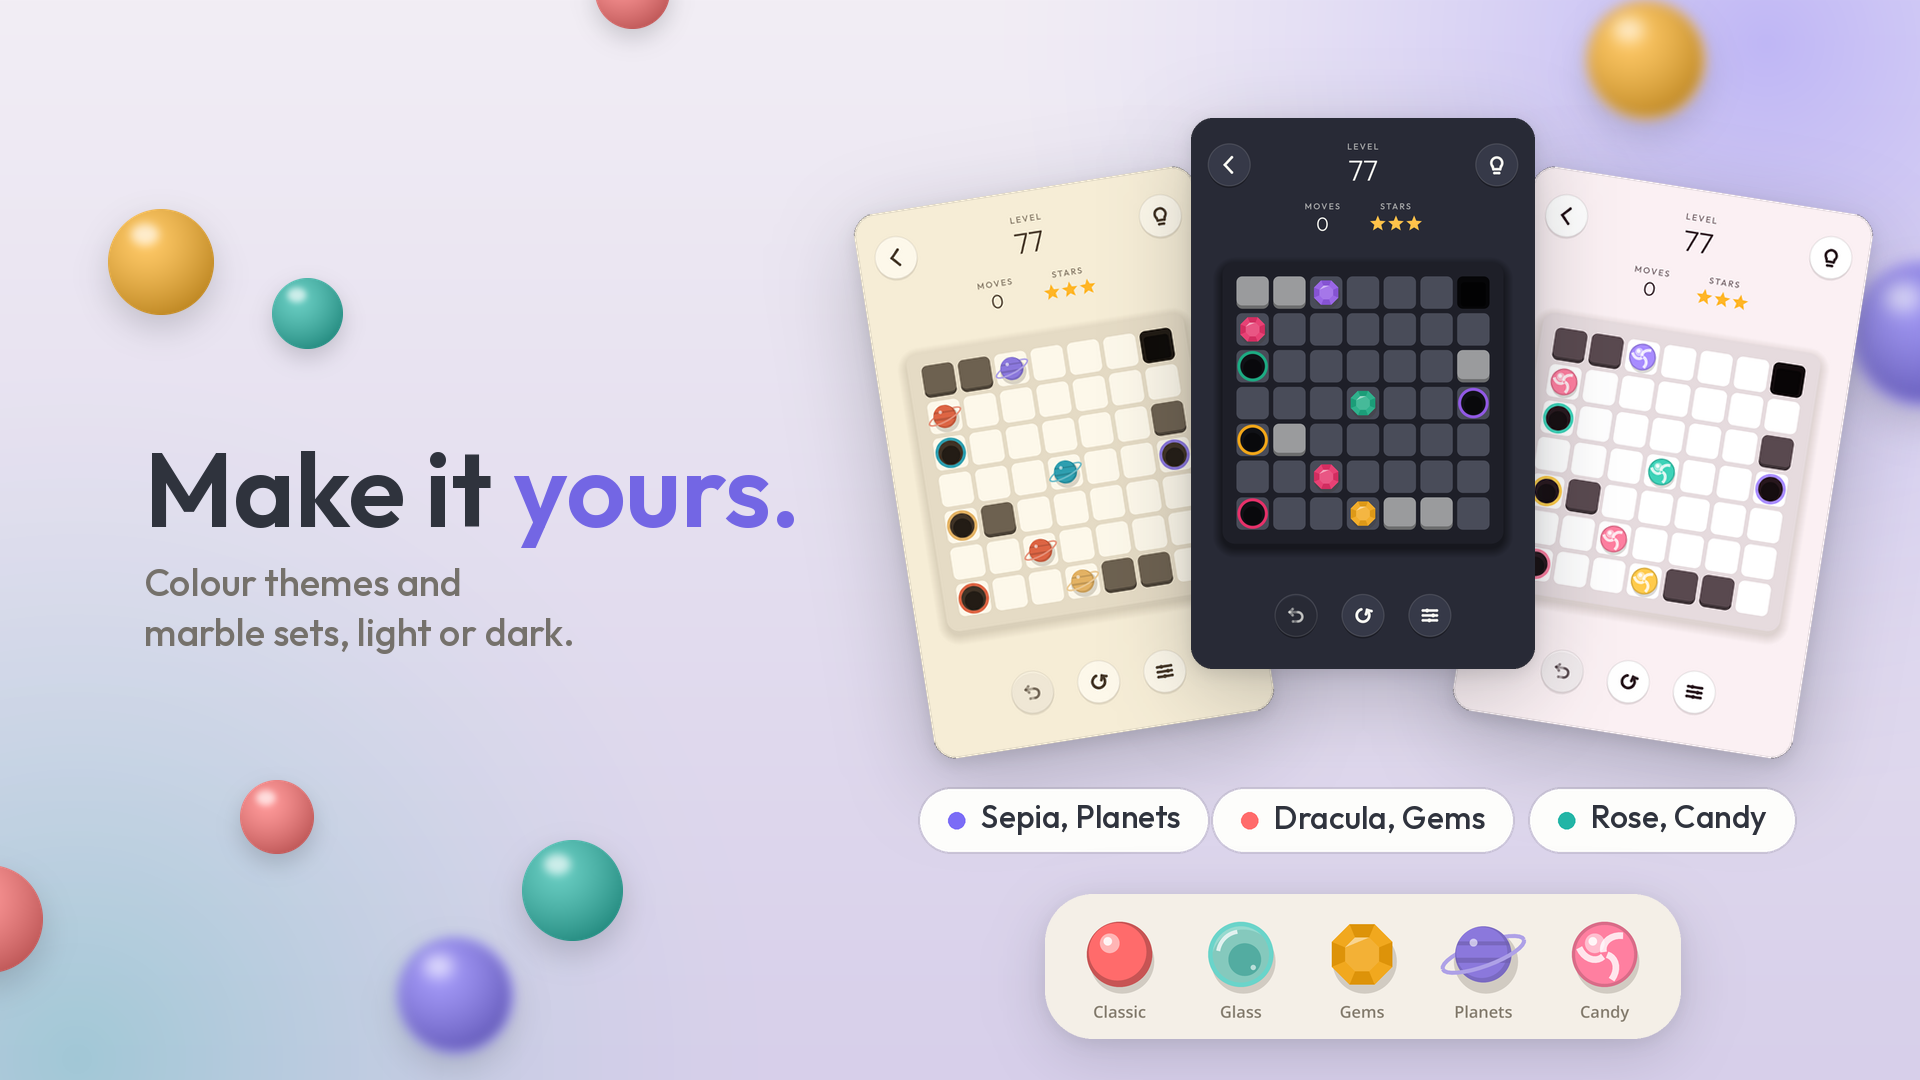 Make it yours.
Colour themes and
marble sets, light or dark.
LEVEL
77
MOVES
0
STARS
LEVEL
77
MOVES
0
STARS
LEVEL
77
MOVES
0
STARS
Sepia, Planets
Dracula, Gems
Rose, Candy
Classic
Glass
Gems
Planets
Candy